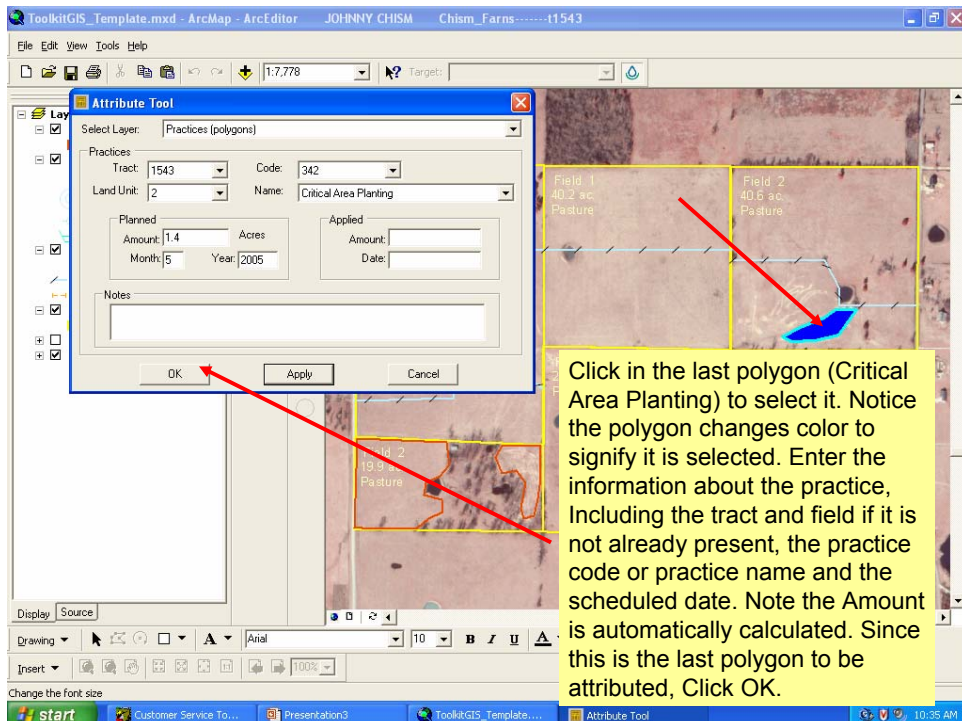 ToolkitGIS_Template.mxd - ArcMap - ArcEditor JOHNNY CHISM Chism_Farns-------t1543
File Edit View Tools Help
1:7,778 Target:
Attribute Tool
Lay
Select Layer: Practices (polygons)
Practices
Tract: 1543 Code: 342
Land Unit: 2 Name: Critical Area Planting
Planned
Amount: 1.4 Acres
Month: 5 Year: 2005
Applied
Amount:
Date:
Notes
OK Apply Cancel
Field 1
40.2 ac.
Pasture
Field 2
40.6 ac.
Pasture
Field 2
19.9 ac
Pasture
Click in the last polygon (Critical
Area Planting) to select it. Notice
the polygon changes color to
signify it is selected. Enter the
information about the practice,
Including the tract and field if it is
not already present, the practice
code or practice name and the
scheduled date. Note the Amount
is automatically calculated. Since
this is the last polygon to be
attributed, Click OK.
Display Source
Drawing A Arial 10 B I U A
Insert 100%
Change the font size
start Customer Service To... Presentation3 ToolkitGIS_Template.... Attribute Tool 10:35 AM